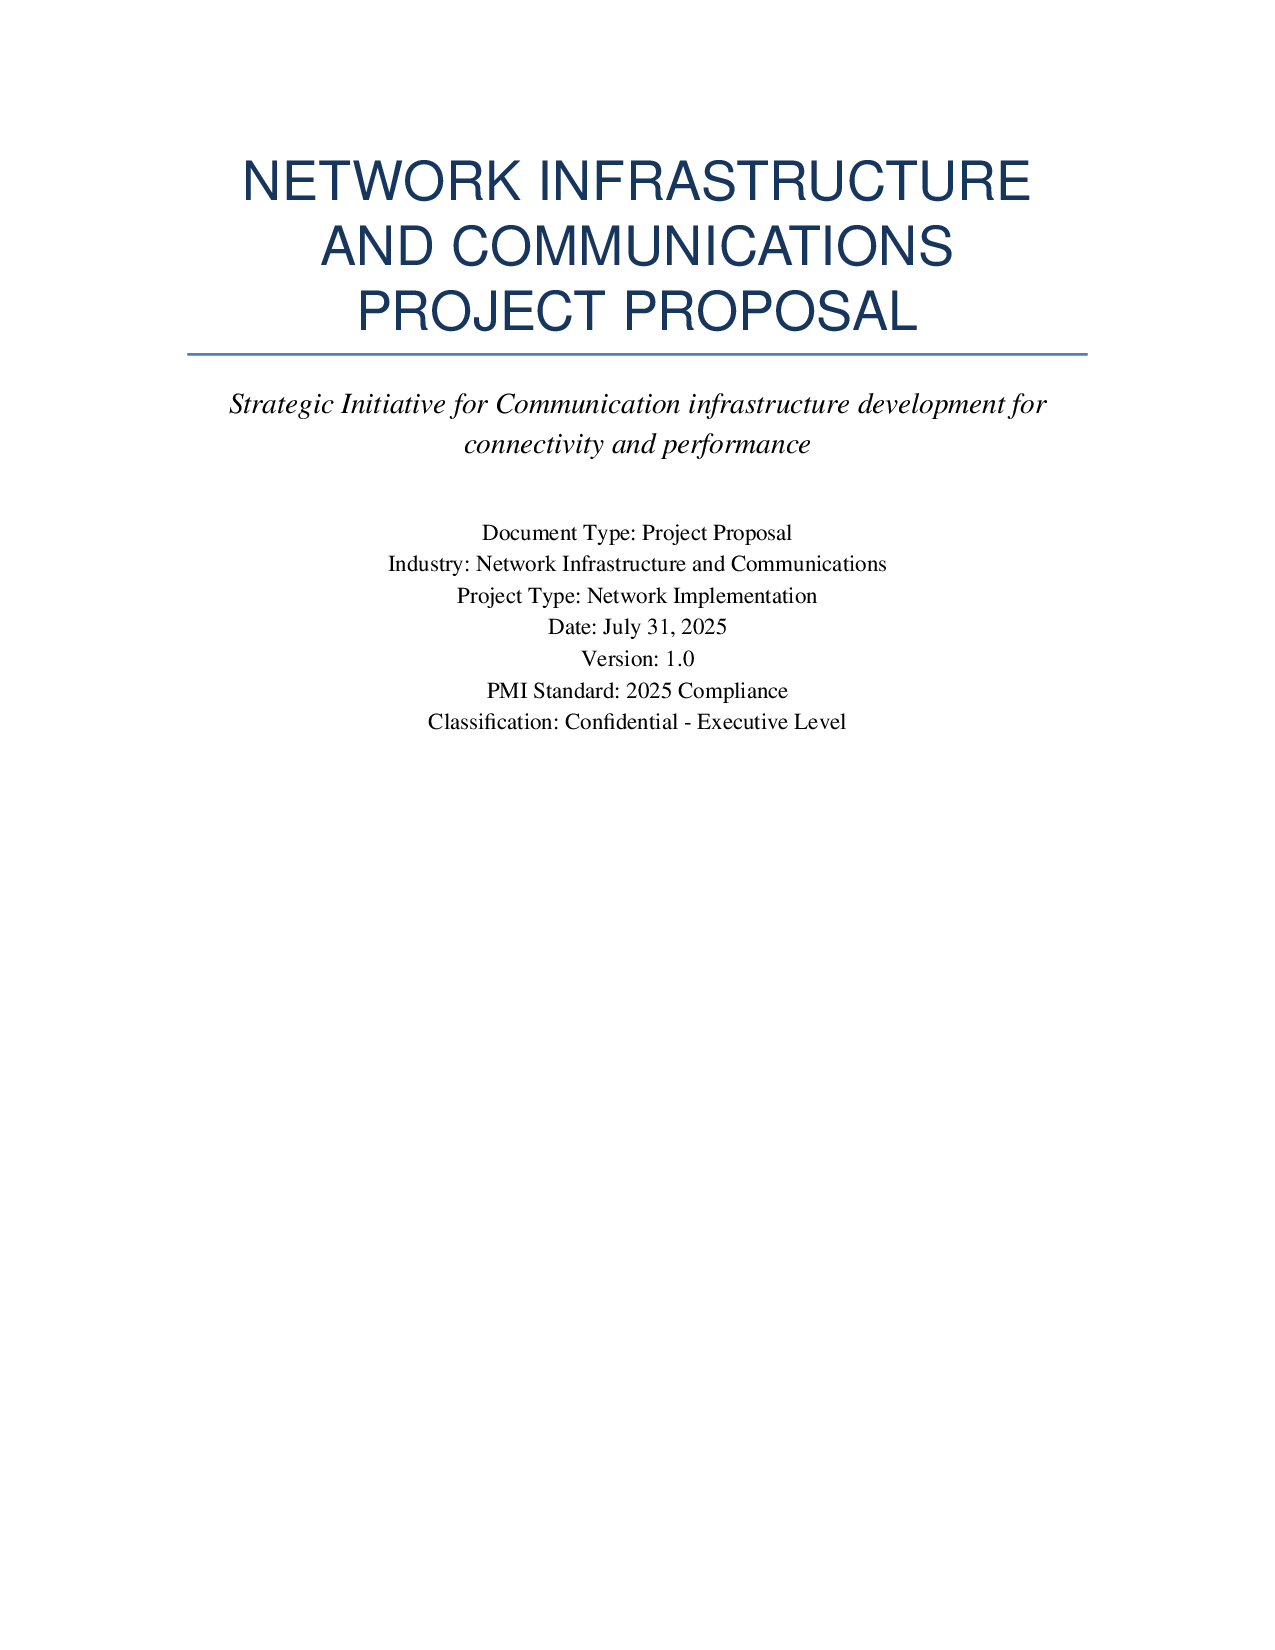 NETWORK INFRASTRUCTURE
AND COMMUNICATIONS
PROJECT PROPOSAL
Strategic Initiative for Communication infrastructure development for
connectivity and performance
Document Type: Project Proposal
Industry: Network Infrastructure and Communications
Project Type: Network Implementation
Date: July 31, 2025
Version: 1.0
PMI Standard: 2025 Compliance
Classification: Confidential - Executive Level